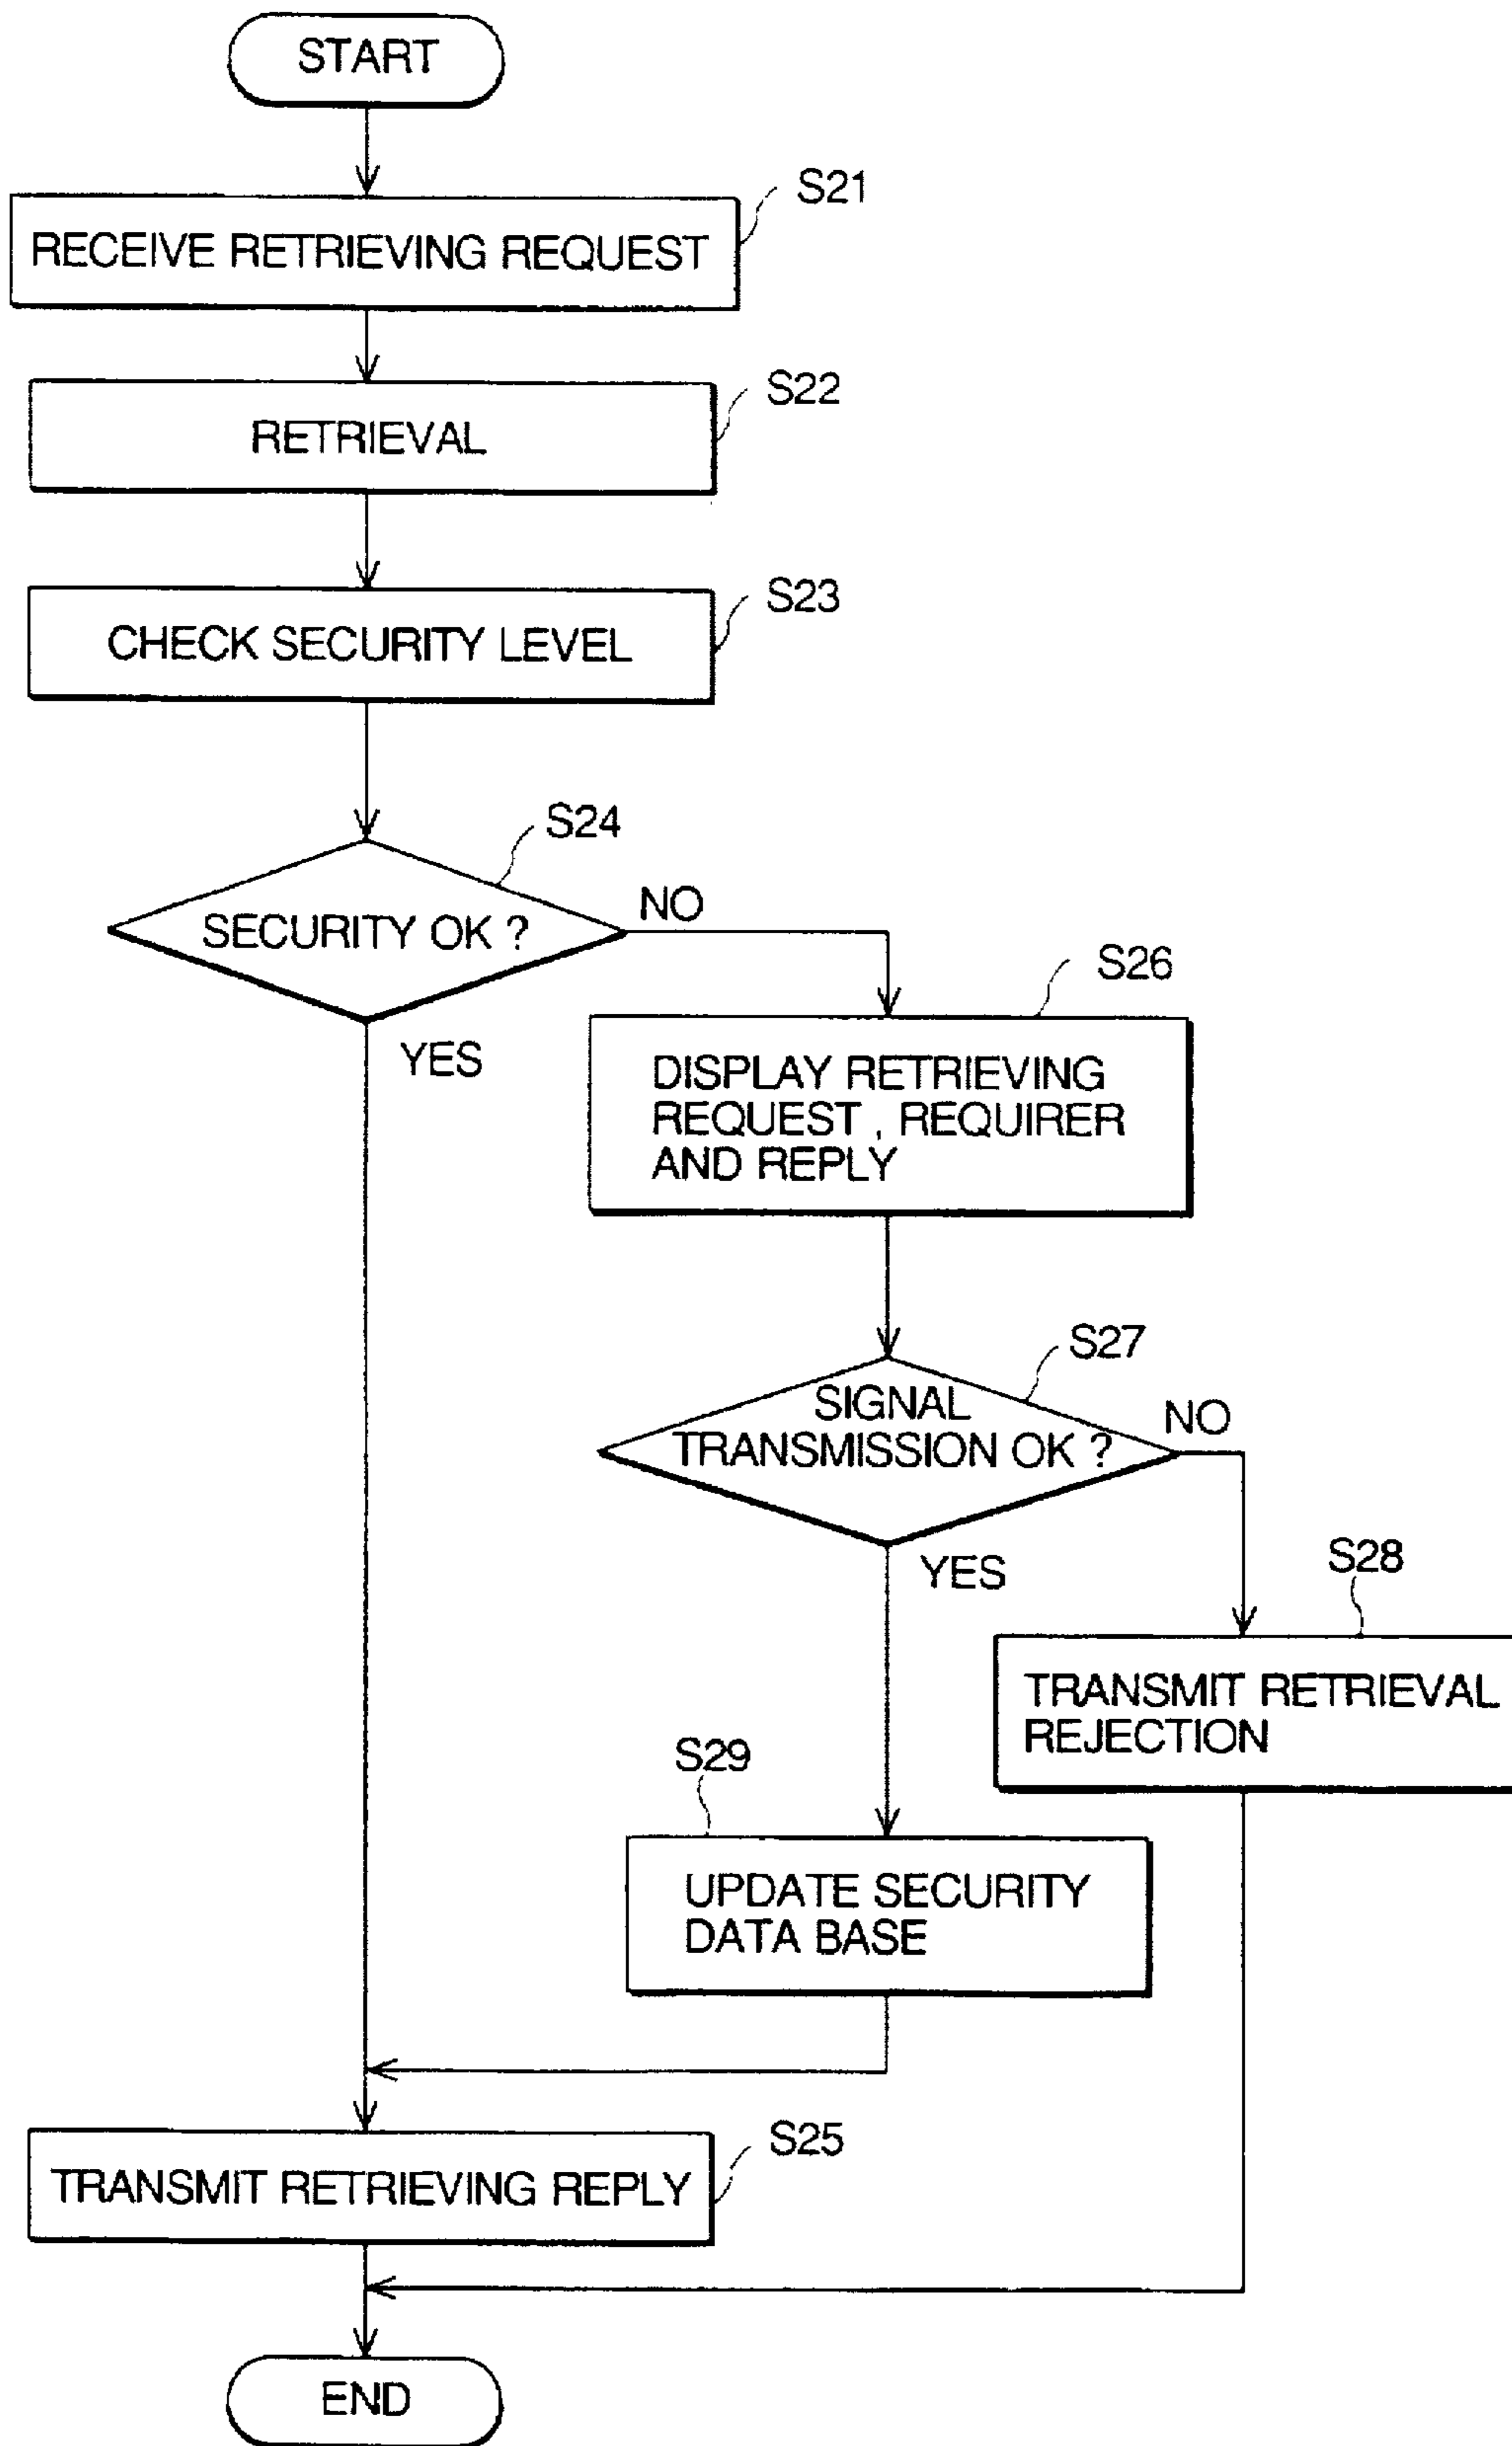 START
S21
RECEIVE RETRIEVING REQUEST
S22
RETRIEVAL
S23
CHECK SECURITY LEVEL
S24
SECURITY OK ?
NO
YES
S26
DISPLAY RETRIEVING
REQUEST , REQUIRER
AND REPLY
S27
SIGNAL
TRANSMISSION OK ?
NO
YES
S28
TRANSMIT RETRIEVAL
REJECTION
S29
UPDATE SECURITY
DATA BASE
S25
TRANSMIT RETRIEVING REPLY
END